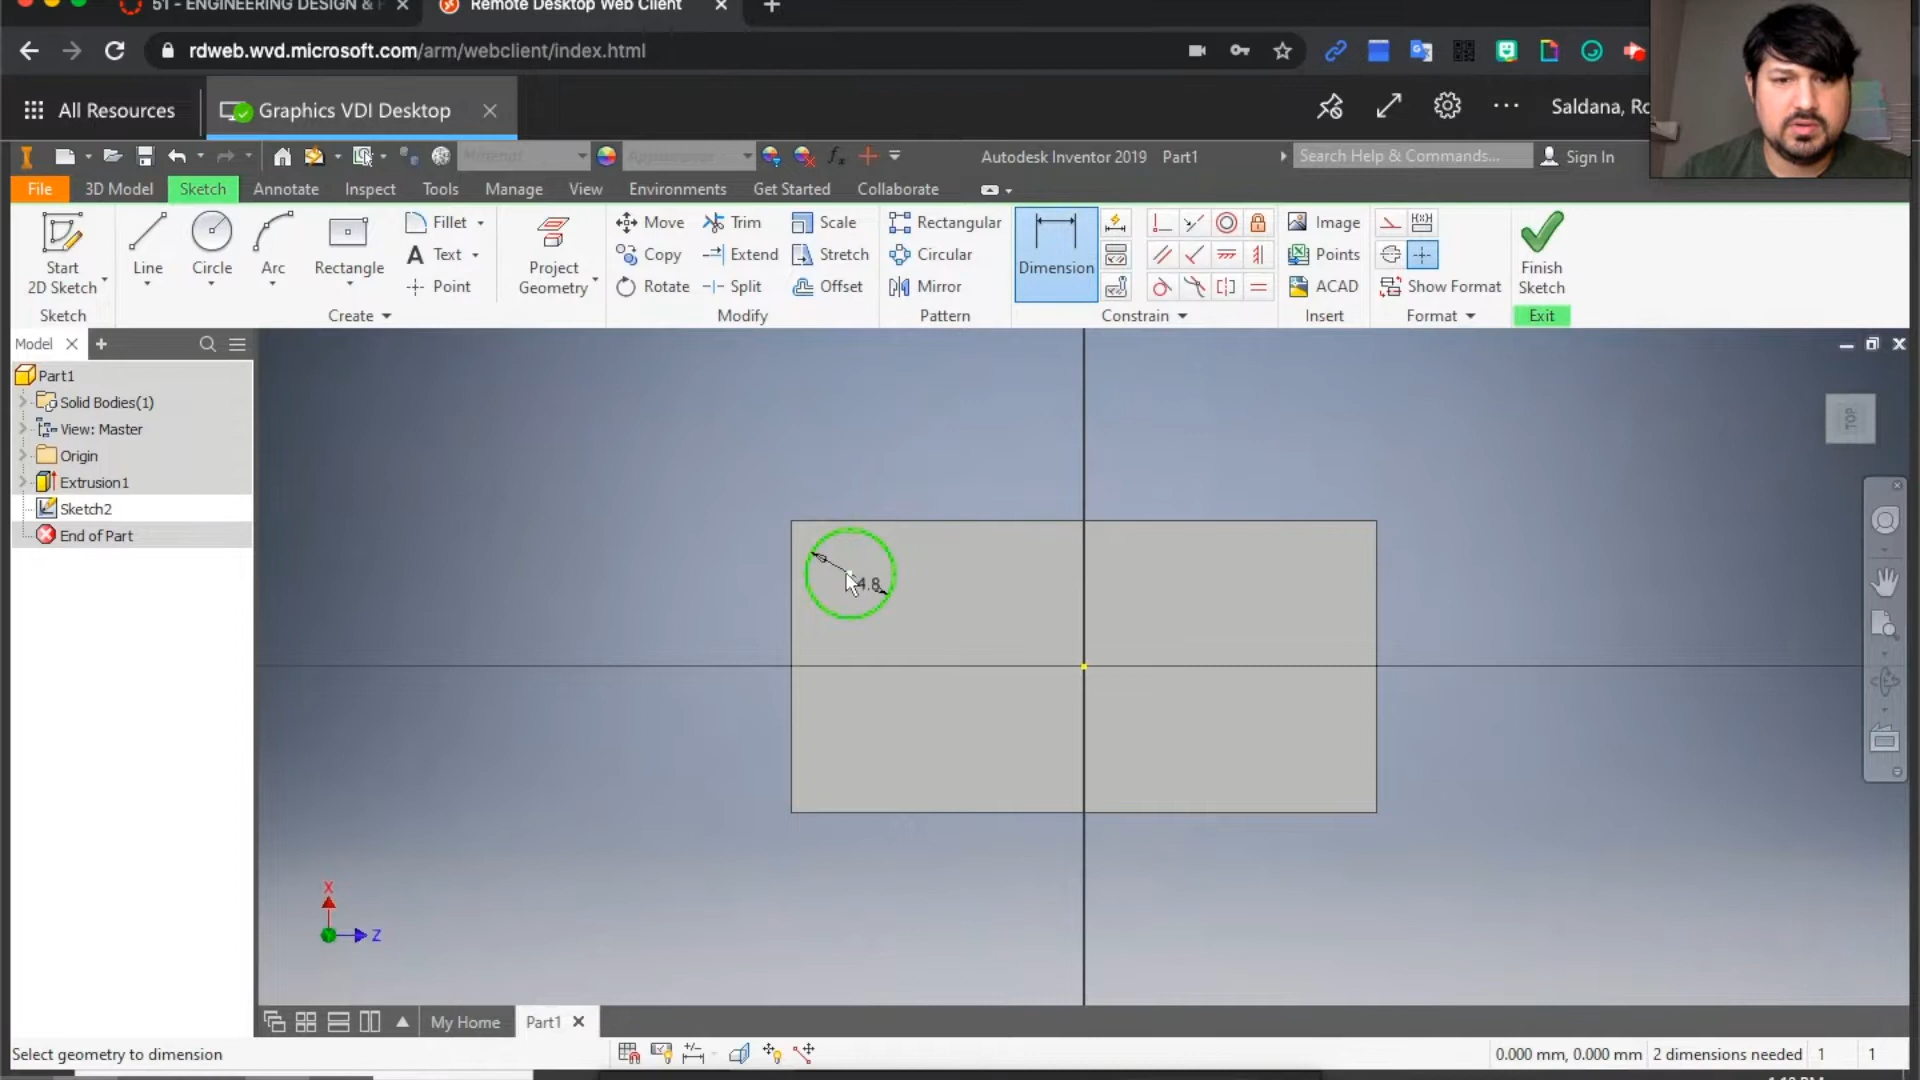 51 - ENGINEERING DESIGN &
Remote Desktop Web Client
rdweb.wvd.microsoft.com/arm/webclient/index.html
All Resources
Graphics VDI Desktop
Saldana, Ro
Material
Appearance
Autodesk Inventor 2019 Part1
Search Help & Commands...
Sign In
File 3D Model Sketch Annotate Inspect Tools Manage View Environments Get Started Collaborate
Start
2D Sketch
Sketch
Line
Circle
Arc
Rectangle
Fillet
Text
Point
Create
Project
Geometry
Move
Copy
Rotate
Trim
Extend
Split
Scale
Stretch
Offset
Modify
Rectangular
Circular
Mirror
Pattern
Dimension
Constrain
Image
Points
ACAD
Insert
Show Format
Format
Finish
Sketch
Exit
Model
Part1
Solid Bodies(1)
View: Master
Origin
Extrusion1
Sketch2
End of Part
4.8
TOP
X
Z
My Home
Part1
Select geometry to dimension
0.000 mm, 0.000 mm 2 dimensions needed 1 1